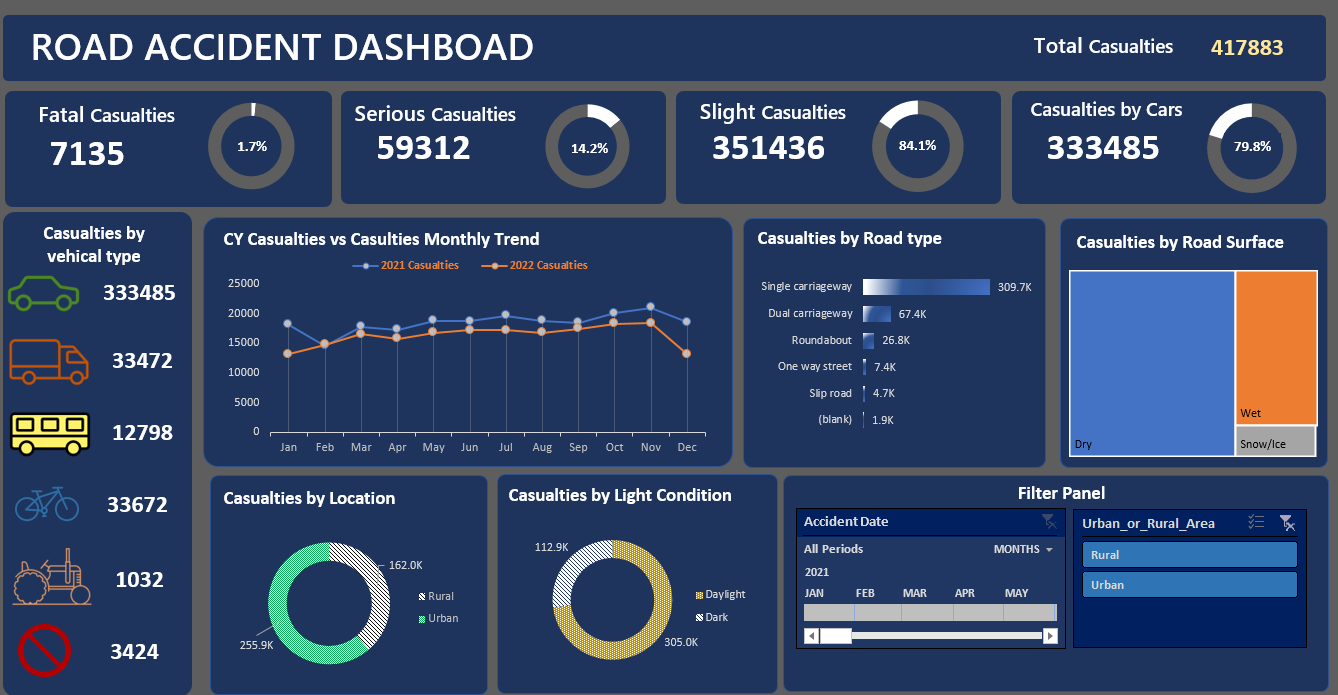 ROAD ACCIDENT DASHBOAD
Total Casualties 417883
Fatal Casualties
7135
1.7%
Serious Casualties
59312
14.2%
Slight Casualties
351436
84.1%
Casualties by Cars
333485
79.8%
Casualties by
vehical type
333485
33472
12798
33672
1032
3424
CY Casualties vs Casulties Monthly Trend
2021 Casualties 2022 Casualties
25000
20000
15000
10000
5000
0
Jan Feb Mar Apr May Jun Jul Aug Sep Oct Nov Dec
Casualties by Road type
Single carriageway 309.7K
Dual carriageway 67.4K
Roundabout 26.8K
One way street 7.4K
Slip road 4.7K
(blank) 1.9K
Casualties by Road Surface
Dry
Wet
Snow/Ice
Casualties by Location
162.0K
Rural
Urban
255.9K
Casualties by Light Condition
112.9K
Daylight
Dark
305.0K
Filter Panel
Accident Date
All Periods MONTHS
2021
JAN FEB MAR APR MAY
Urban_or_Rural_Area
Rural
Urban